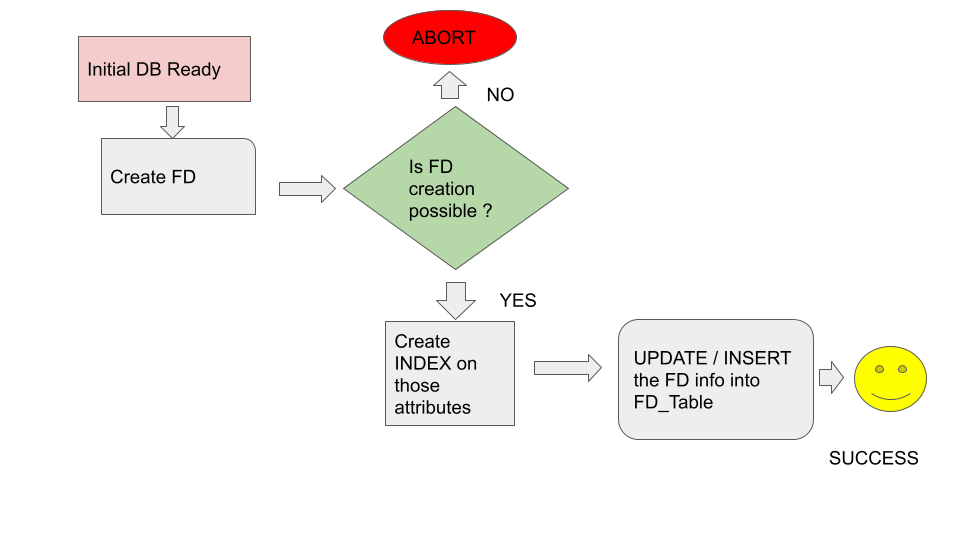 ABORT
Initial DB Ready
NO
Create FD
Is FD
creation
possible ?
YES
Create
INDEX on
those
attributes
UPDATE / INSERT
the FD info into
FD_Table
SUCCESS